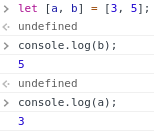 let [a, b] = [3, 5];
undefined
console.log(b);
5
undefined
console.log(a);
3